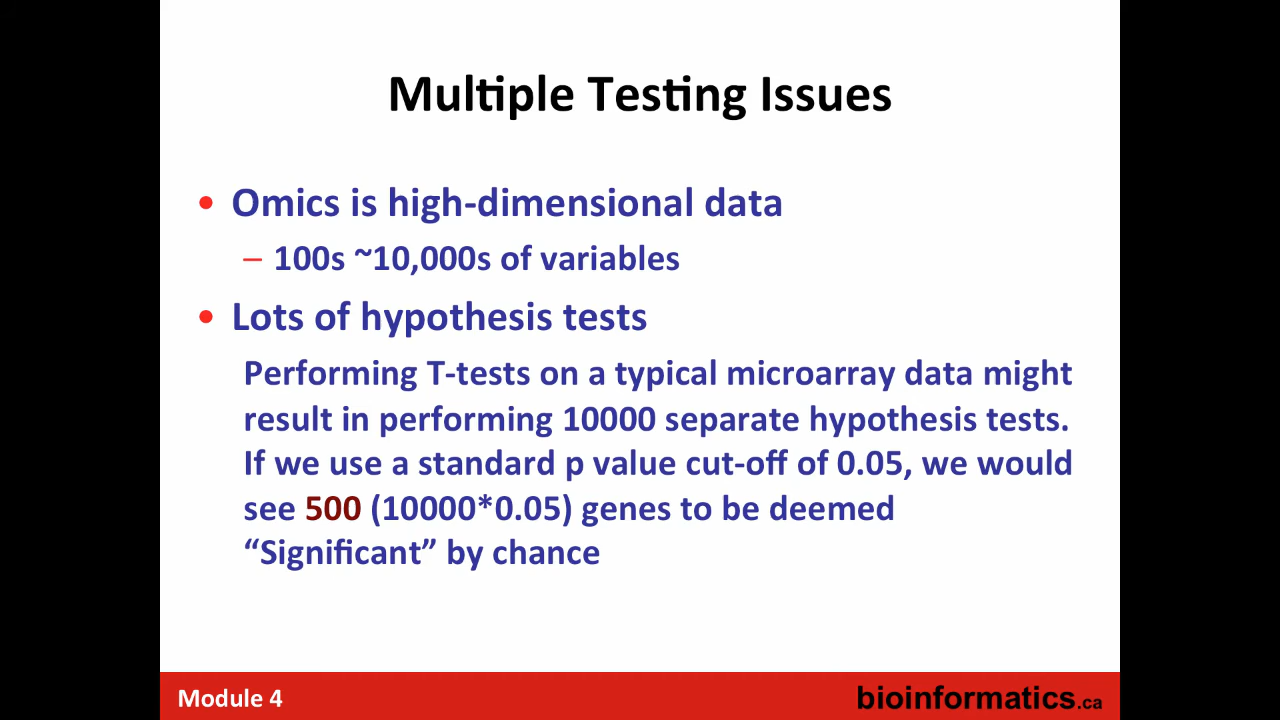 Multiple Testing Issues
• Omics is high-dimensional data
– 100s ~10,000s of variables
• Lots of hypothesis tests
Performing T-tests on a typical microarray data might
result in performing 10000 separate hypothesis tests.
If we use a standard p value cut-off of 0.05, we would
see 500 (10000*0.05) genes to be deemed
“Significant” by chance
Module 4
bioinformatics.ca